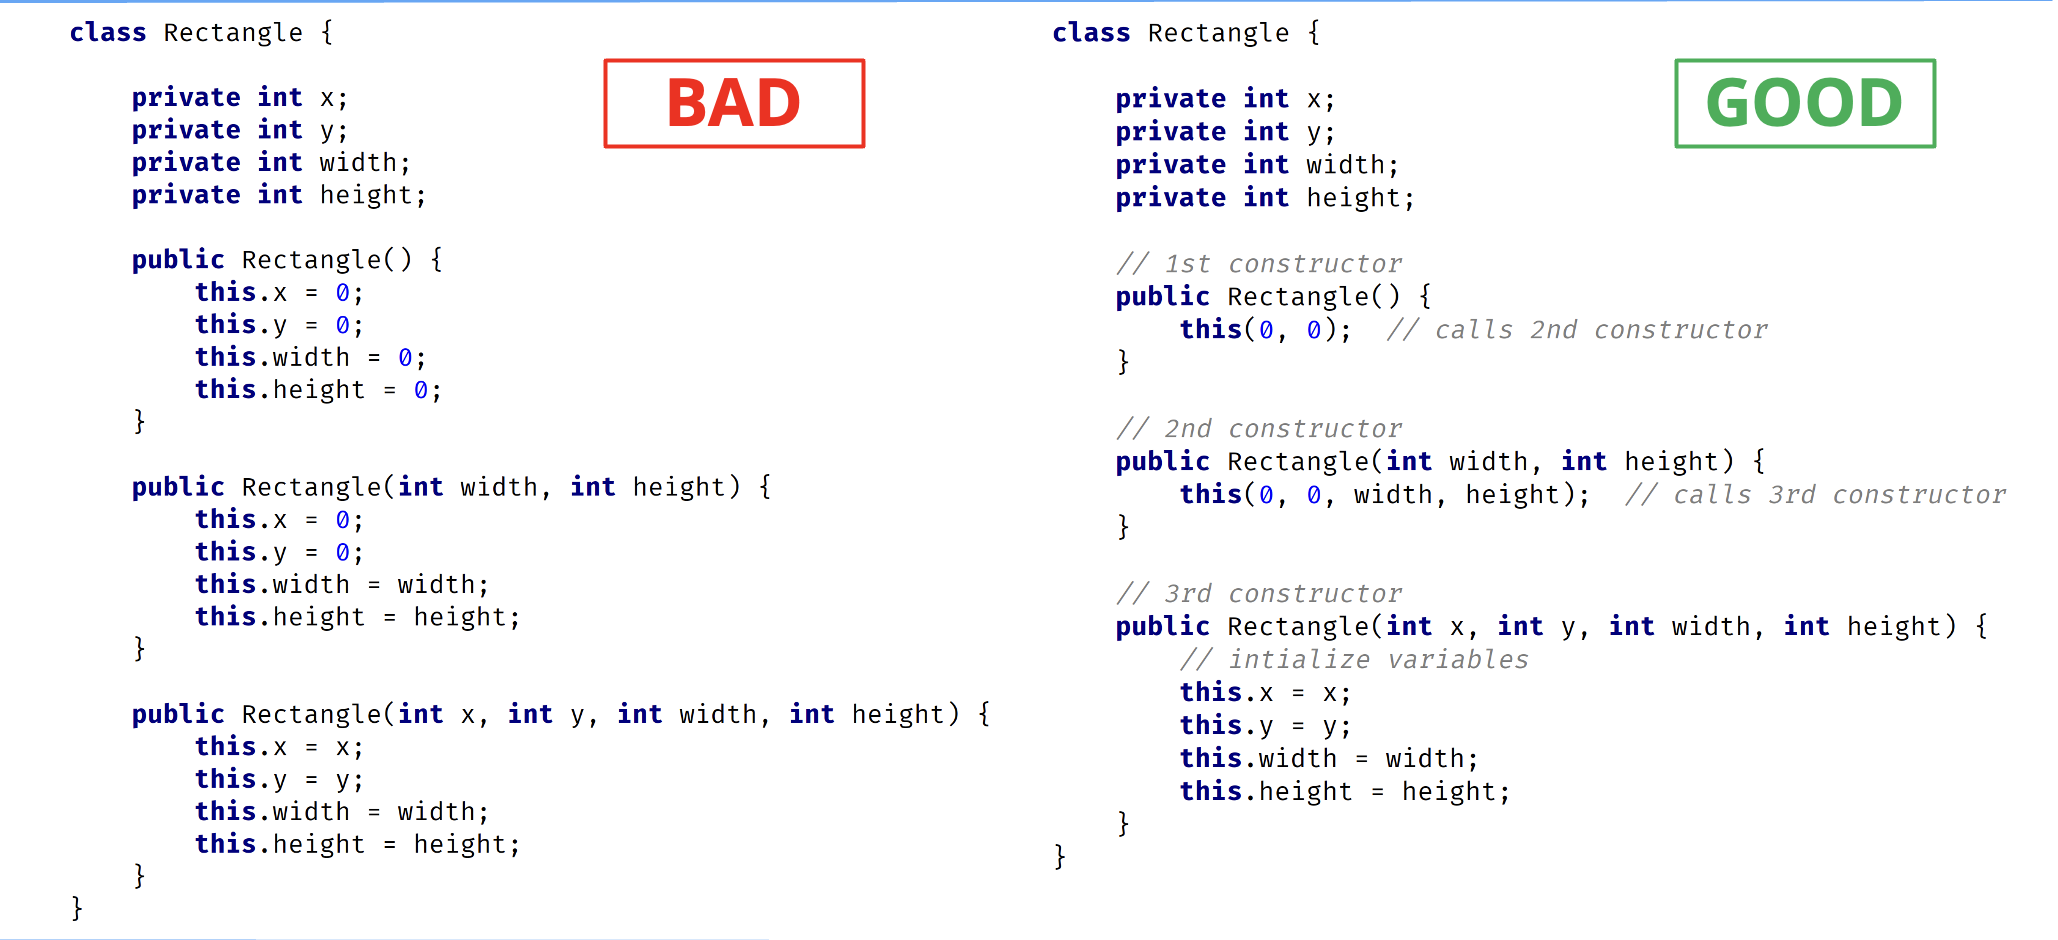 class Rectangle {
private int x;
private int y;
private int width;
private int height;
public Rectangle() {
this.x = 0;
this.y = 0;
this.width = 0;
this.height = 0;
}
public Rectangle(int width, int height) {
this.x = 0;
this.y = 0;
this.width = width;
this.height = height;
}
public Rectangle(int x, int y, int width, int height) {
this.x = x;
this.y = y;
this.width = width;
this.height = height;
}
}
BAD
class Rectangle {
private int x;
private int y;
private int width;
private int height;
// 1st constructor
public Rectangle() {
this(0, 0);  // calls 2nd constructor
}
// 2nd constructor
public Rectangle(int width, int height) {
this(0, 0, width, height);  // calls 3rd constructor
}
// 3rd constructor
public Rectangle(int x, int y, int width, int height) {
// intialize variables
this.x = x;
this.y = y;
this.width = width;
this.height = height;
}
}
GOOD